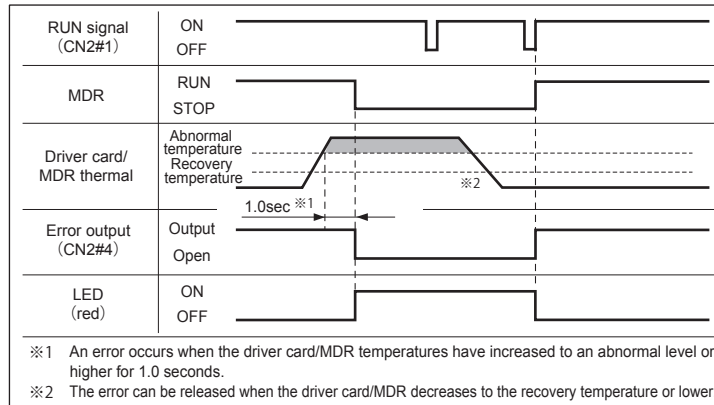 RUN signal
(CN2#1)
ON
OFF
MDR
RUN
STOP
Driver card/
MDR thermal
Abnormal
temperature
Recovery
temperature
※2
1.0sec ※1
Error output
(CN2#4)
Output
Open
LED
(red)
ON
OFF
※1 An error occurs when the driver card/MDR temperatures have increased to an abnormal level or
higher for 1.0 seconds.
※2 The error can be released when the driver card/MDR decreases to the recovery temperature or lower